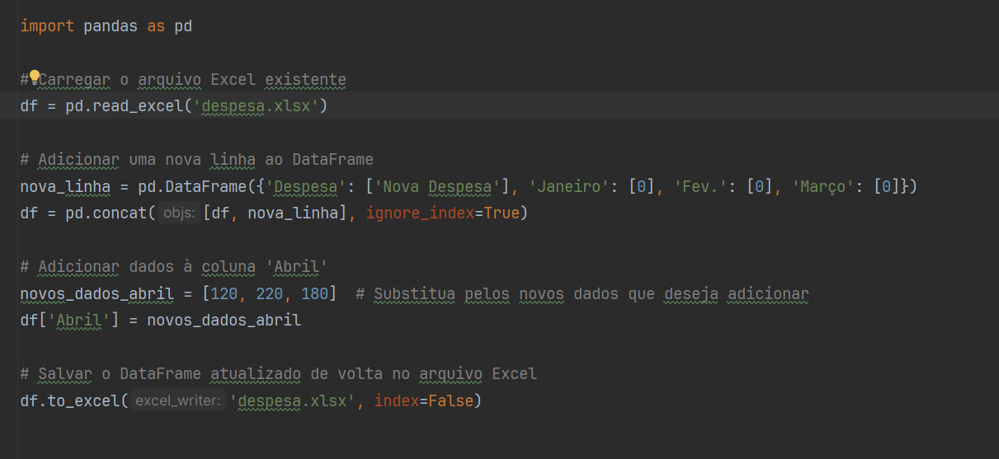 import pandas as pd
# Carregar o arquivo Excel existente
df = pd.read_excel('despesa.xlsx')
# Adicionar uma nova linha ao DataFrame
nova_linha = pd.DataFrame({'Despesa': ['Nova Despesa'], 'Janeiro': [0], 'Fev.': [0], 'Março': [0]})
df = pd.concat( objs: [df, nova_linha], ignore_index=True)
# Adicionar dados à coluna 'Abril'
novos_dados_abril = [120, 220, 180]  # Substitua pelos novos dados que deseja adicionar
df['Abril'] = novos_dados_abril
# Salvar o DataFrame atualizado de volta no arquivo Excel
df.to_excel( excel_writer: 'despesa.xlsx', index=False)